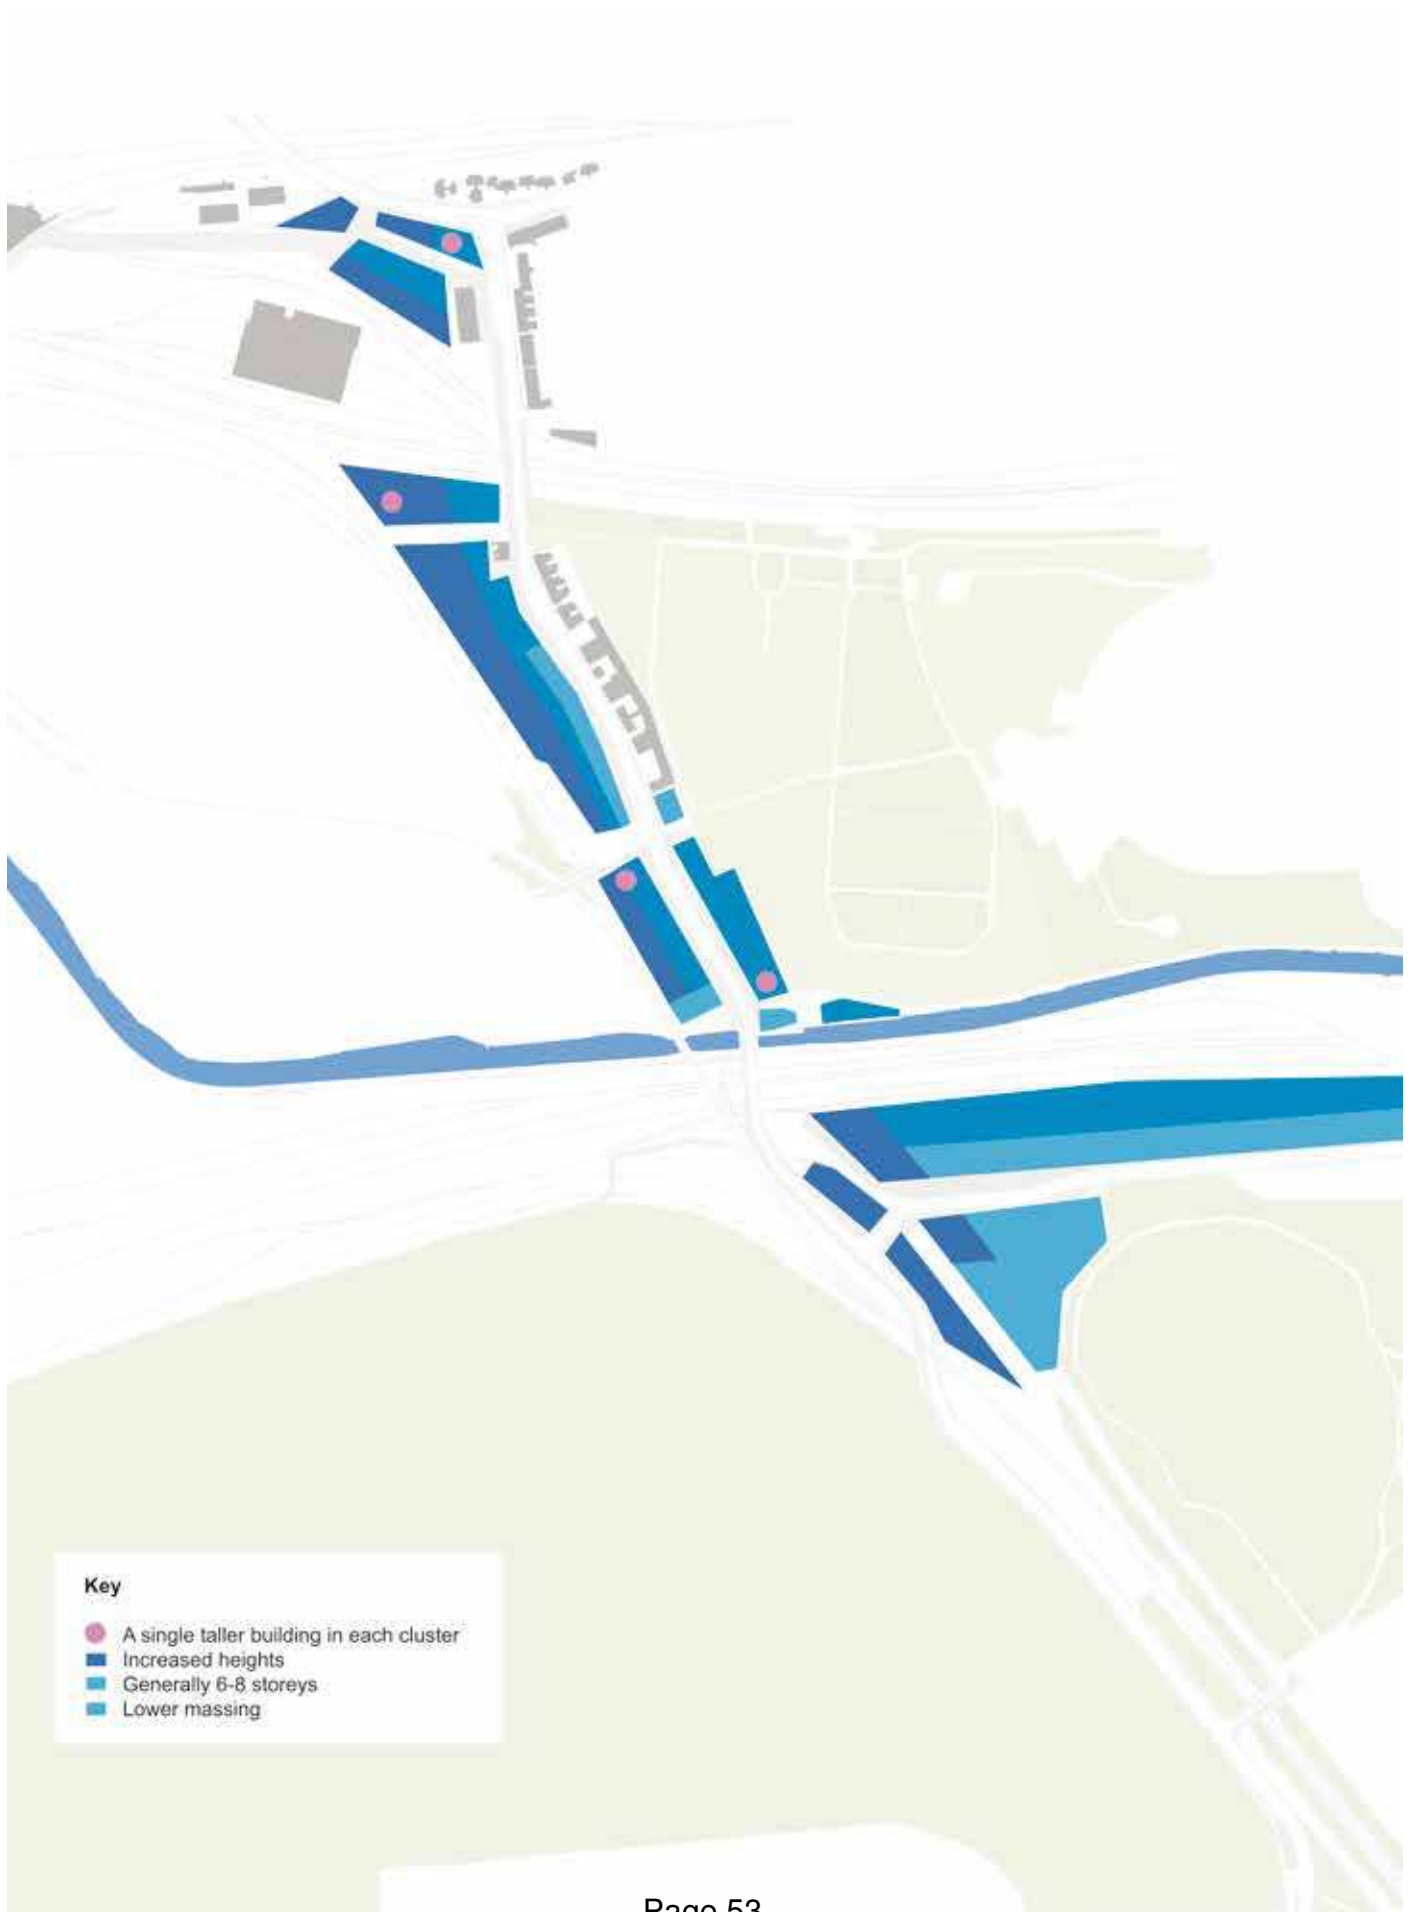 Key
A single taller building in each cluster
Increased heights
Generally 6-8 storeys
Lower massing
Page 53